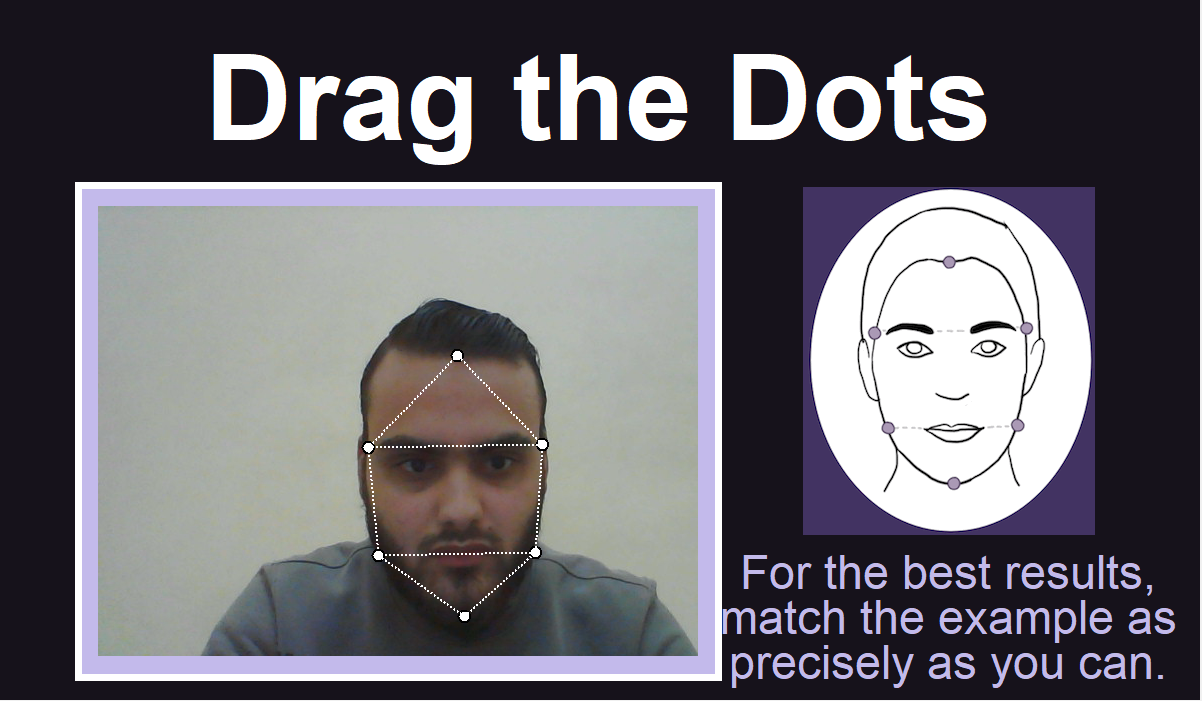 Drag the Dots
For the best results,
match the example as
precisely as you can.